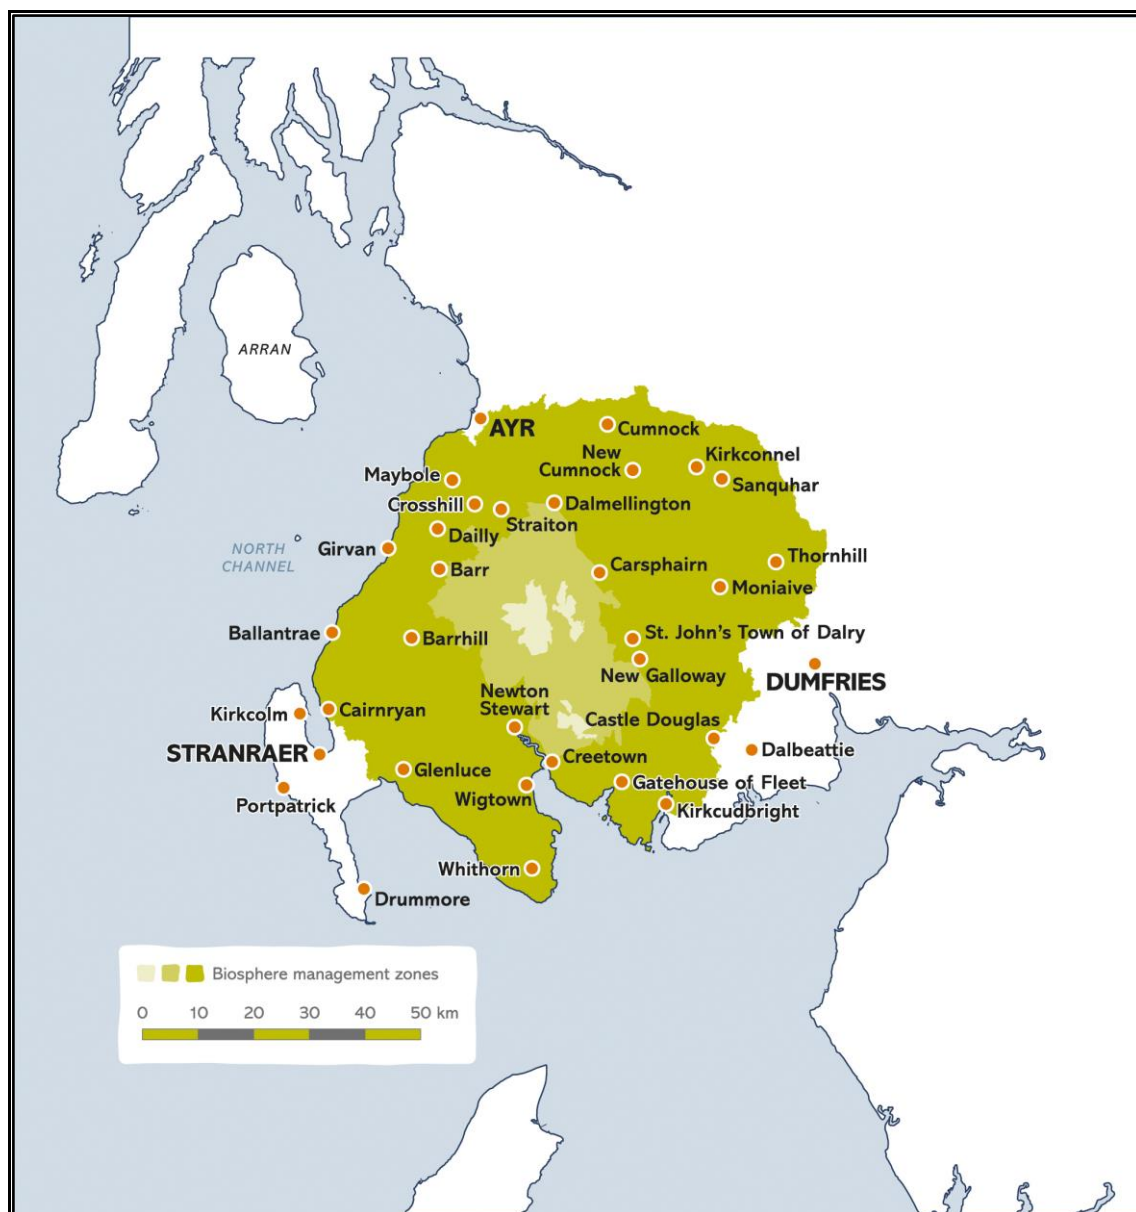 ARRAN
AYR
Cumnock
New
Cumnock
Kirkconnel
Maybole
Sanquhar
Crosshill
Dalmellington
Straiton
Dailly
NORTH
CHANNEL
Girvan
Thornhill
Barr
Carsphairn
Moniaive
Ballantrae
Barrhill
St. John's Town of Dalry
New Galloway
DUMFRIES
Newton
Stewart
Kirkcolm
Cairnryan
Castle Douglas
STRANRAER
Dalbeattie
Creetown
Glenluce
Gatehouse of Fleet
Wigtown
Portpatrick
Kirkcudbright
Whithorn
Drummore
Biosphere management zones
0 10 20 30 40 50 km